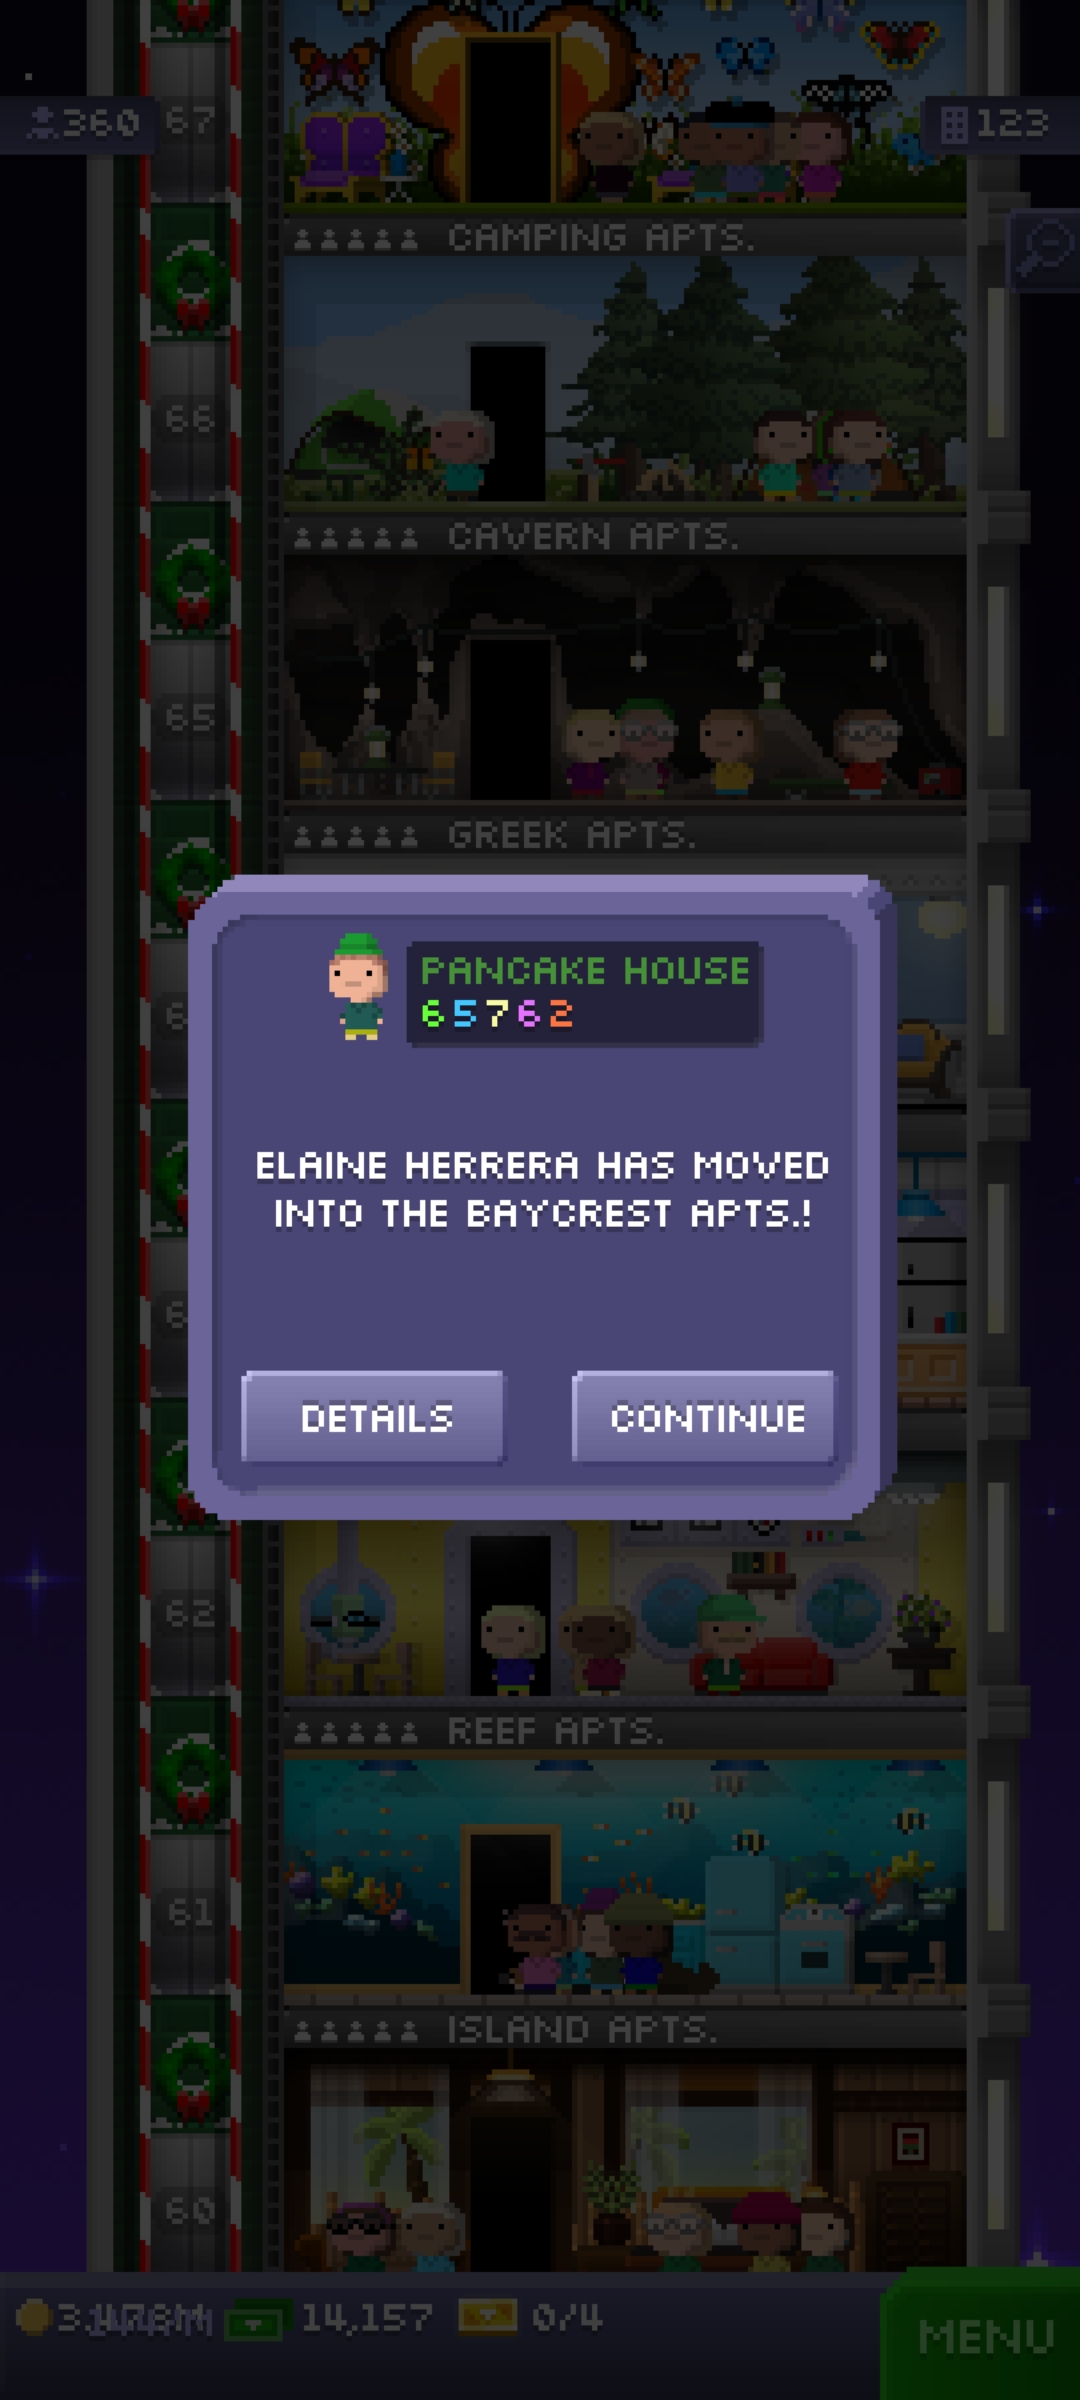 67
360
123
CAMPING APTS.
66
CAVERN APTS.
65
GREEK APTS.
PANCAKE HOUSE
65762
ELAINE HERRERA HAS MOVED
INTO THE BAYCREST APTS.!
DETAILS
CONTINUE
62
REEF APTS.
61
ISLAND APTS.
60
14,157
0/4
MENU